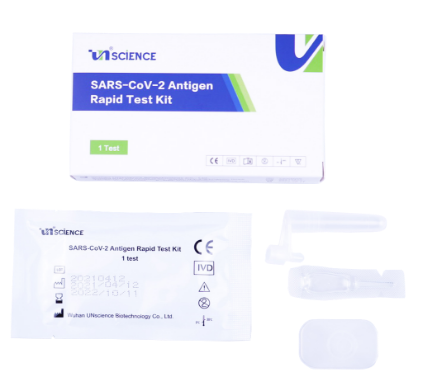 UNSCIENCE
SARS-CoV-2 Antigen
Rapid Test Kit
1 Test
CE
UNSCIENCE
SARS-CoV-2 Antigen Rapid Test Kit
1 test
CE
IVD
20210412
2021/04/12
2022/10/11
Wuhan UNscience Biotechnology Co., Ltd.